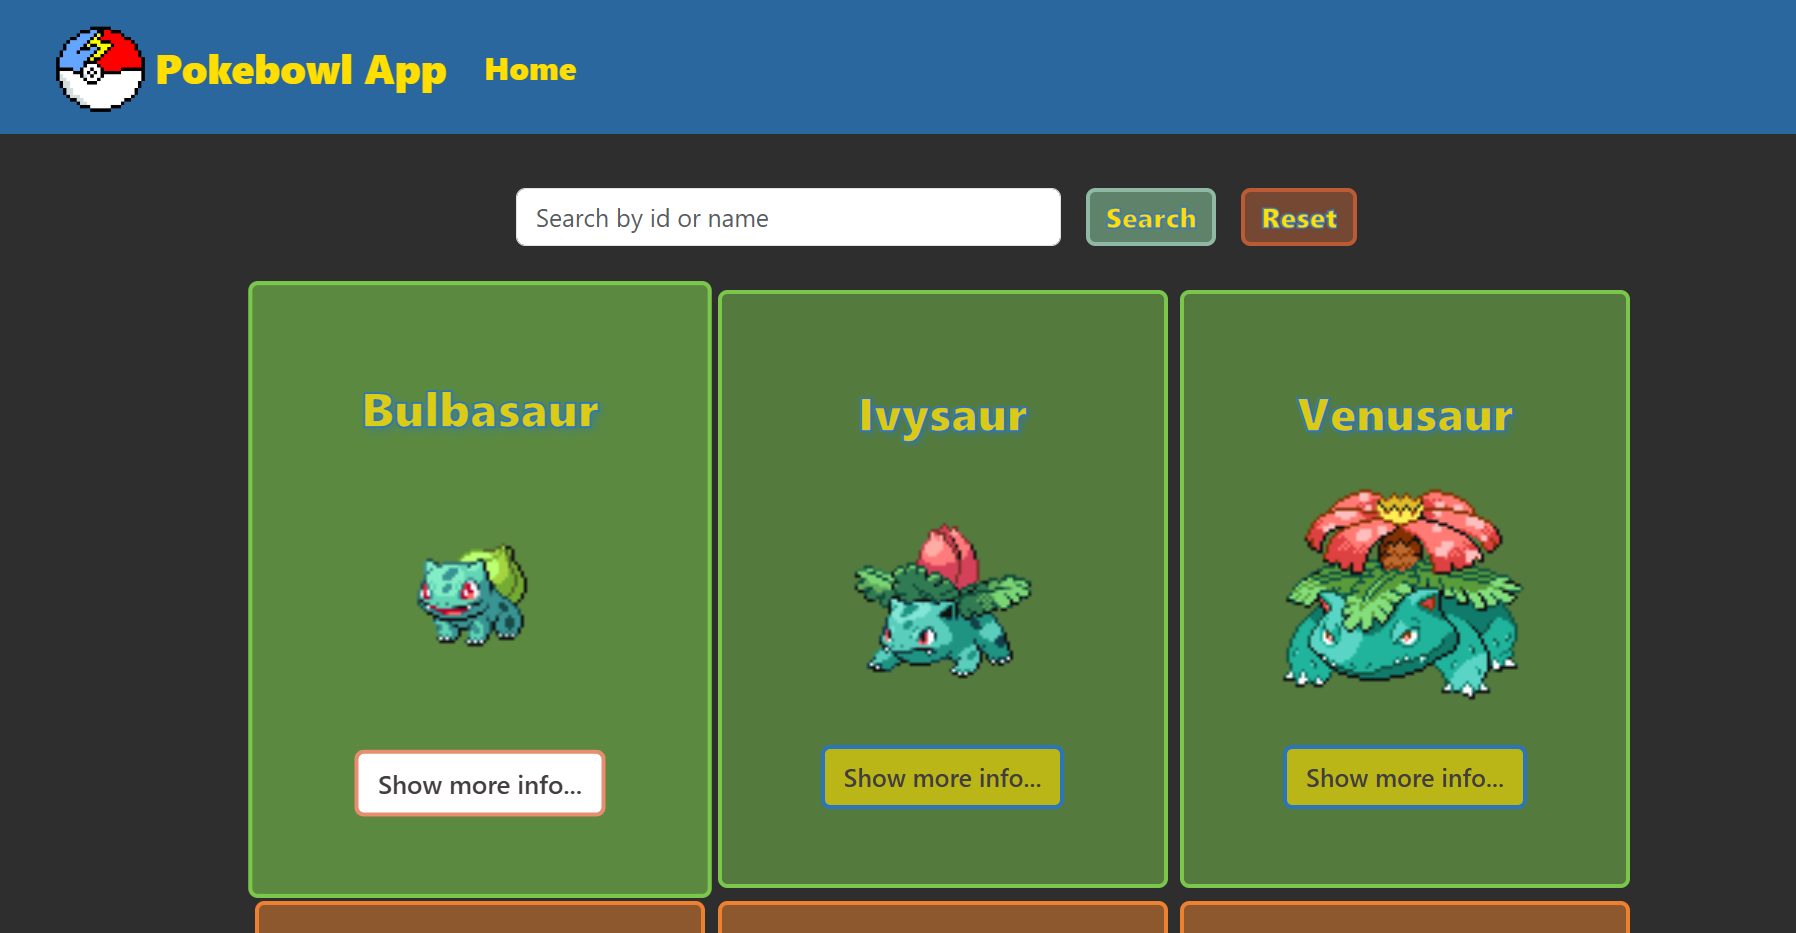 Pokebowl App Home
Search by id or name Search Reset
Bulbasaur Ivysaur Venusaur
Show more info... Show more info... Show more info...